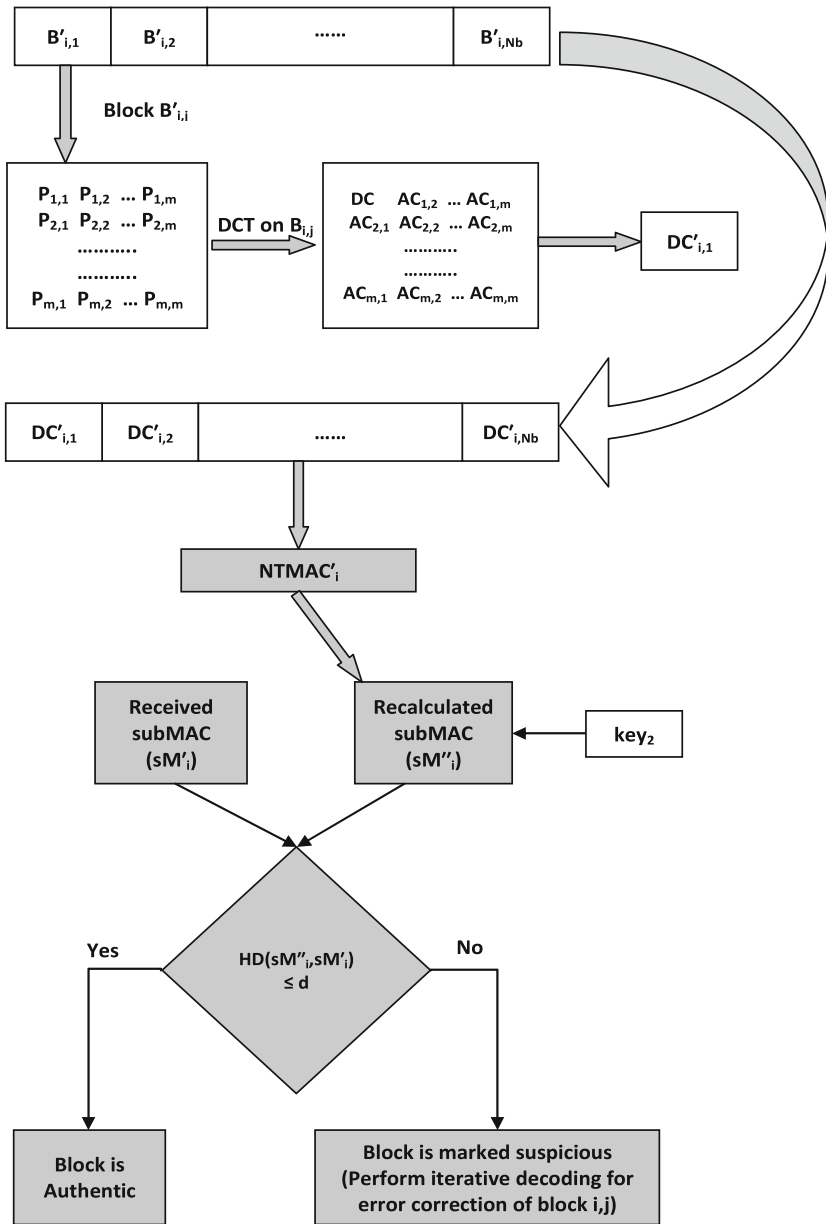 B′i,1 B′i,2 ...... B′i,Nb
Block B′i,j
P1,1 P1,2 ... P1,m
P2,1 P2,2 ... P2,m
...........
...........
Pm,1 Pm,2 ... Pm,m
DCT on Bi,j
DC AC1,2 ... AC1,m
AC2,1 AC2,2 ... AC2,m
...........
...........
ACm,1 ACm,2 ... ACm,m
DC′i,1
DC′i,1 DC′i,2 ...... DC′i,Nb
NTMAC′i
Received
subMAC
(sM′i)
Recalculated
subMAC
(sM″i)
key2
Yes
HD(sM″i,sM′i)
≤ d
No
Block is
Authentic
Block is marked suspicious
(Perform iterative decoding for
error correction of block i,j)